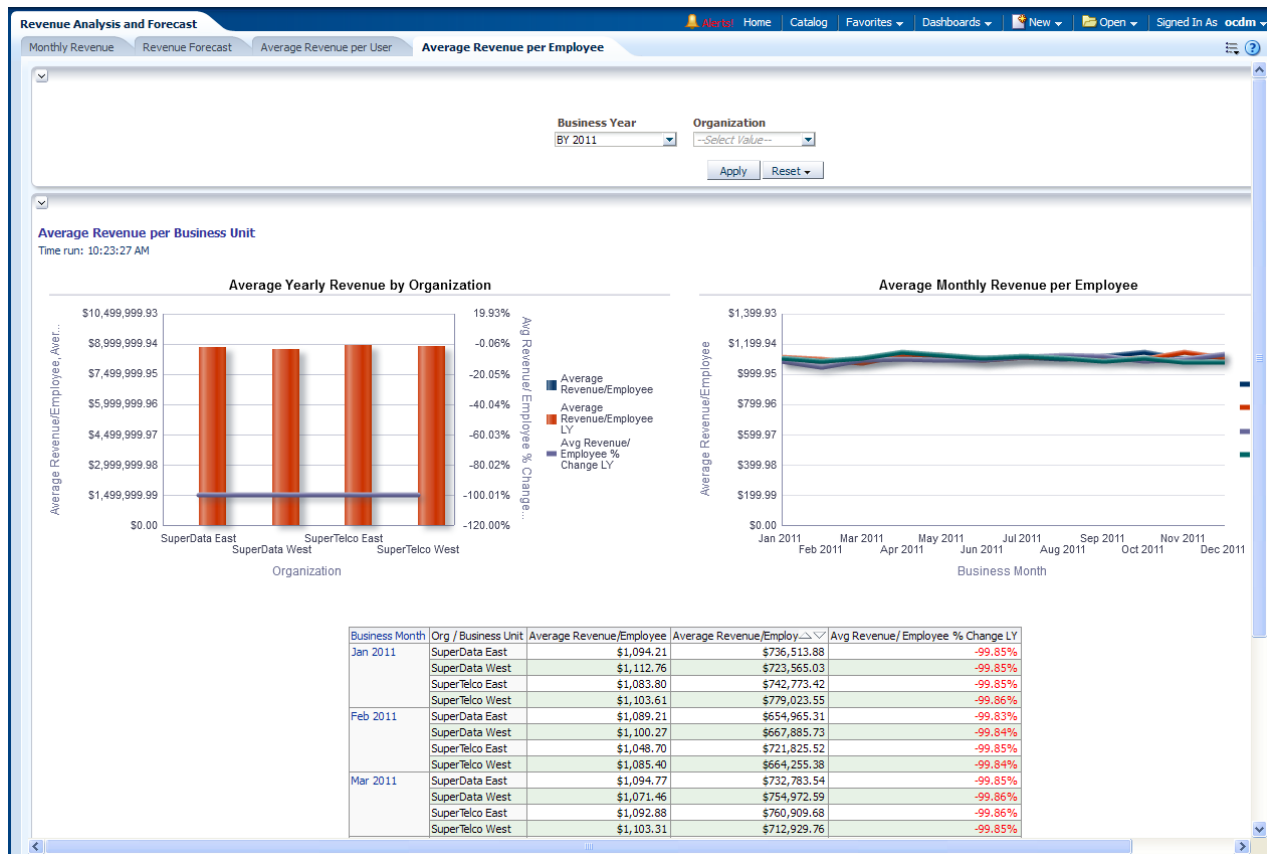 Revenue Analysis and Forecast
Alerts! Home Catalog Favorites Dashboards New Open Signed In As ocdm
Monthly Revenue Revenue Forecast Average Revenue per User Average Revenue per Employee
Business Year Organization
BY 2011 --Select Value--
Apply Reset
Average Revenue per Business Unit
Time run: 10:23:27 AM
Average Yearly Revenue by Organization
Average Revenue/Employee, Aver...
$10,499,999.93
$8,999,999.94
$7,499,999.95
$5,999,999.96
$4,499,999.97
$2,999,999.98
$1,499,999.99
$0.00
19.93%
-0.06%
-20.05%
-40.04%
-60.03%
-80.02%
-100.01%
-120.00%
Avg Revenue/ Employee % Change...
SuperData East SuperTelco East
SuperData West SuperTelco West
Organization
Average
Revenue/Employee
Average
Revenue/Employee
LY
Avg Revenue/
Employee %
Change LY
Average Monthly Revenue per Employee
Average Revenue/Employee
$1,399.93
$1,199.94
$999.95
$799.96
$599.97
$399.98
$199.99
$0.00
Jan 2011 Mar 2011 May 2011 Jul 2011 Sep 2011 Nov 2011
Feb 2011 Apr 2011 Jun 2011 Aug 2011 Oct 2011 Dec 2011
Business Month
Business Month Org / Business Unit Average Revenue/Employee Average Revenue/Employ Avg Revenue/ Employee % Change LY
Jan 2011 SuperData East $1,094.21 $736,513.88 -99.85%
SuperData West $1,112.76 $723,565.03 -99.85%
SuperTelco East $1,083.80 $742,773.42 -99.85%
SuperTelco West $1,103.61 $779,023.55 -99.86%
Feb 2011 SuperData East $1,089.21 $654,965.31 -99.83%
SuperData West $1,100.27 $667,885.73 -99.84%
SuperTelco East $1,048.70 $721,825.52 -99.85%
SuperTelco West $1,085.40 $664,255.38 -99.84%
Mar 2011 SuperData East $1,094.77 $732,783.54 -99.85%
SuperData West $1,071.46 $754,972.59 -99.86%
SuperTelco East $1,092.88 $760,909.68 -99.86%
SuperTelco West $1,103.31 $712,929.76 -99.85%